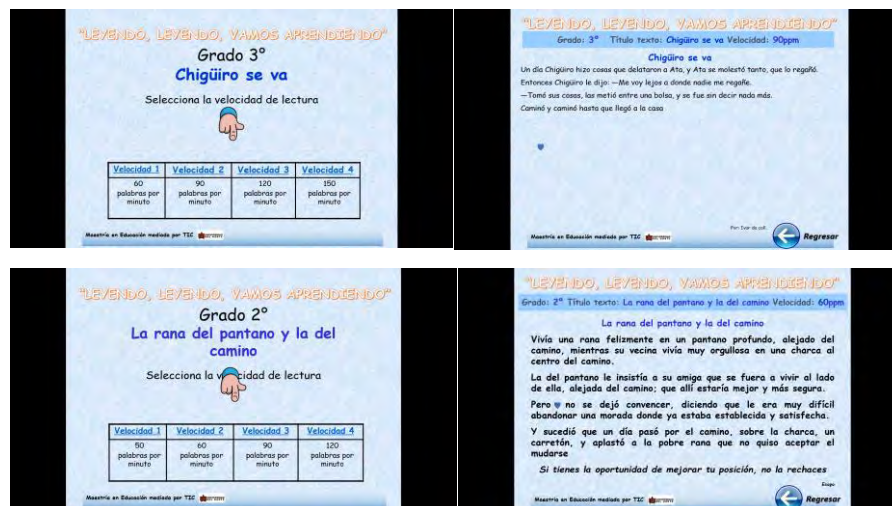 "LEYENDO, LEYENDO, VAMOS APRENDIENDO"
Grado 3°
Chigüiro se va
Selecciona la velocidad de lectura
Velocidad 1 Velocidad 2 Velocidad 3 Velocidad 4
60 palabras por minuto 90 palabras por minuto 120 palabras por minuto 150 palabras por minuto
Maestría en Educación mediada por TIC
"LEYENDO, LEYENDO, VAMOS APRENDIENDO"
Grado: 3° Título texto: Chigüiro se va Velocidad: 90ppm
Chigüiro se va
Un día Chigüiro hizo cosas que delataron a Ata, y Ata se molestó tanto, que lo regañó.
Entonces Chigüiro le dijo: —Me voy lejos a donde nadie me regañe.
—Tomó sus cosas, las metió entre una bolsa, y se fue sin decir nada más.
Caminó y caminó hasta que llegó a la casa
Maestría en Educación mediada por TIC
Regresar
"LEYENDO, LEYENDO, VAMOS APRENDIENDO"
Grado 2°
La rana del pantano y la del
camino
Selecciona la velocidad de lectura
Velocidad 1 Velocidad 2 Velocidad 3 Velocidad 4
50 palabras por minuto 60 palabras por minuto 90 palabras por minuto 120 palabras por minuto
Maestría en Educación mediada por TIC
"LEYENDO, LEYENDO, VAMOS APRENDIENDO"
Grado: 2° Título texto: La rana del pantano y la del camino Velocidad: 60ppm
La rana del pantano y la del camino
Vivía una rana felizmente en un pantano profundo, alejado del
camino, mientras su vecina vivía muy orgullosa en una charca al
centro del camino.
La del pantano le insistía a su amiga que se fuera a vivir al lado
de ella, alejada del camino; que allí estaría mejor y más segura.
Pero no se dejó convencer, diciendo que le era muy difícil
abandonar una morada donde ya estaba establecida y satisfecha.
Y sucedió que un día pasó por el camino, sobre la charca, un
carretón, y aplastó a la pobre rana que no quiso aceptar el
mudarse
Si tienes la oportunidad de mejorar tu posición, no la rechaces
Esopo
Maestría en Educación mediada por TIC
Regresar